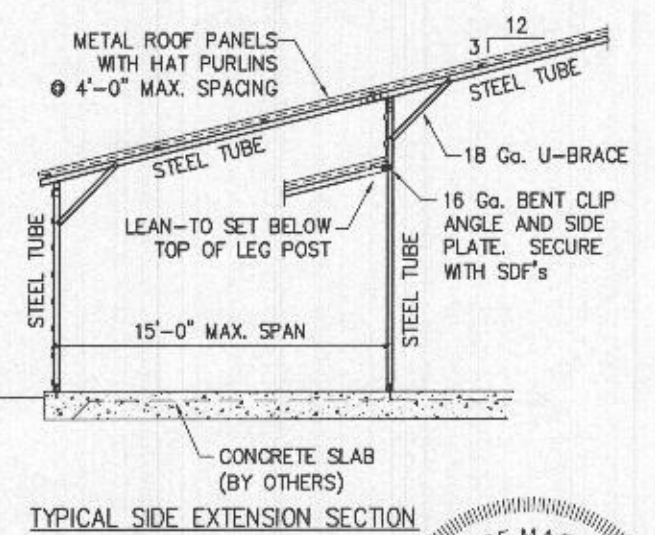 METAL ROOF PANELS
WITH HAT PURLINS
@ 4'-0" MAX. SPACING
12
3
STEEL TUBE
STEEL TUBE
18 Ga. U-BRACE
16 Ga. BENT CLIP
ANGLE AND SIDE
PLATE. SECURE
WITH SDF's
LEAN-TO SET BELOW
TOP OF LEG POST
STEEL TUBE
STEEL TUBE
15'-0" MAX. SPAN
CONCRETE SLAB
(BY OTHERS)
TYPICAL SIDE EXTENSION SECTION